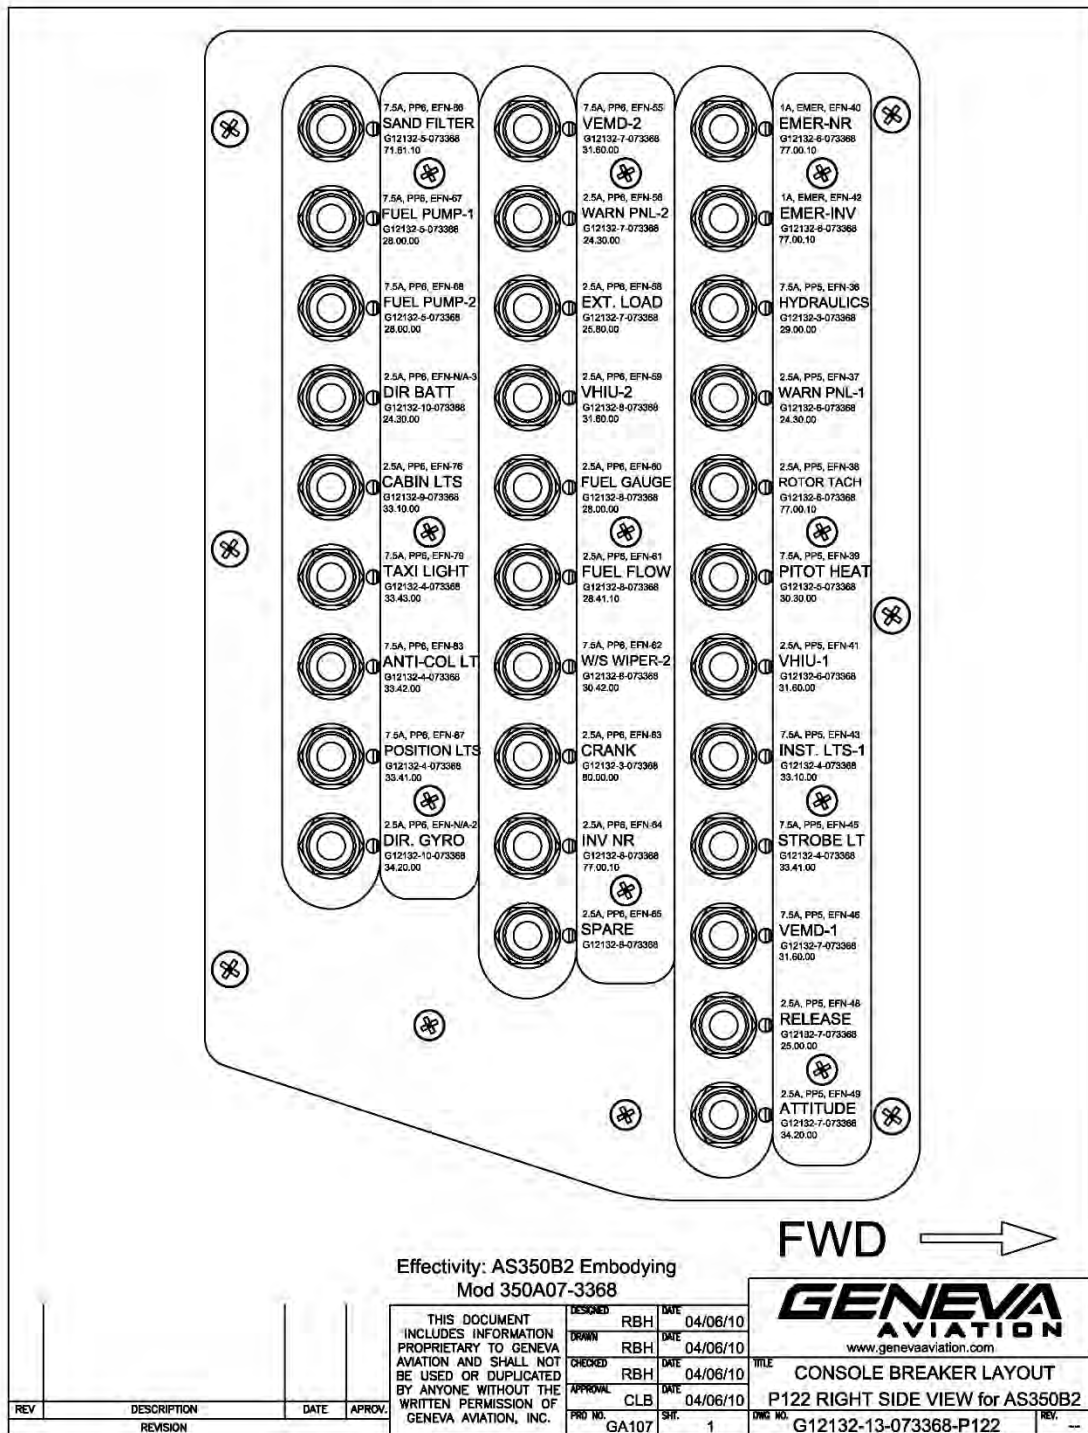 7.5A, PP6, EFN-66
SAND FILTER
G12132-5-073368
71.61.10
7.5A, PP6, EFN-67
FUEL PUMP-1
G12132-5-073368
28.00.00
7.5A, PP6, EFN-68
FUEL PUMP-2
G12132-5-073368
28.00.00
2.5A, PP6, EFN-N/A-3
DIR BATT
G12132-10-073368
24.30.00
2.5A, PP6, EFN-76
CABIN LTS
G12132-9-073368
33.10.00
7.5A, PP6, EFN-79
TAXI LIGHT
G12132-4-073368
33.43.00
7.5A, PP6, EFN-83
ANTI-COL LT
G12132-4-073368
33.42.00
7.5A, PP6, EFN-87
POSITION LTS
G12132-4-073368
33.41.00
2.5A, PP6, EFN-N/A-2
DIR. GYRO
G12132-10-073368
34.20.00
7.5A, PP6, EFN-55
VEMD-2
G12132-7-073368
31.60.00
2.5A, PP6, EFN-56
WARN PNL-2
G12132-7-073368
24.30.00
2.5A, PP6, EFN-58
EXT. LOAD
G12132-7-073368
25.80.00
2.5A, PP6, EFN-59
VHIU-2
G12132-8-073368
31.60.00
2.5A, PP6, EFN-60
FUEL GAUGE
G12132-8-073368
28.00.00
2.5A, PP6, EFN-61
FUEL FLOW
G12132-8-073368
28.41.10
7.5A, PP6, EFN-62
W/S WIPER-2
G12132-6-073368
30.42.00
2.5A, PP6, EFN-63
CRANK
G12132-3-073368
80.00.00
2.5A, PP6, EFN-64
INV NR
G12132-8-073368
77.00.10
2.5A, PP6, EFN-65
SPARE
G12132-8-073368
1A, EMER, EFN-40
EMER-NR
G12132-6-073368
77.00.10
1A, EMER, EFN-42
EMER-INV
G12132-6-073368
77.00.10
7.5A, PP5, EFN-36
HYDRAULICS
G12132-3-073368
29.00.00
2.5A, PP5, EFN-37
WARN PNL-1
G12132-6-073368
24.30.00
2.5A, PP5, EFN-38
ROTOR TACH
G12132-6-073368
77.00.10
7.5A, PP5, EFN-39
PITOT HEAT
G12132-5-073368
30.30.00
2.5A, PP5, EFN-41
VHIU-1
G12132-6-073368
31.60.00
7.5A, PP5, EFN-43
INST. LTS-1
G12132-4-073368
33.10.00
7.5A, PP5, EFN-45
STROBE LT
G12132-4-073368
33.41.00
7.5A, PP5, EFN-46
VEMD-1
G12132-7-073368
31.60.00
2.5A, PP5, EFN-48
RELEASE
G12132-7-073368
25.00.00
2.5A, PP5, EFN-49
ATTITUDE
G12132-7-073368
34.20.00
FWD
Effectivity: AS350B2 Embodying
Mod 350A07-3368
REV DESCRIPTION DATE APROV.
REVISION
THIS DOCUMENT
INCLUDES INFORMATION
PROPRIETARY TO GENEVA
AVIATION AND SHALL NOT
BE USED OR DUPLICATED
BY ANYONE WITHOUT THE
WRITTEN PERMISSION OF
GENEVA AVIATION, INC.
DESIGNED RBH DATE 04/06/10
DRAWN RBH DATE 04/06/10
CHECKED RBH DATE 04/06/10
APPROVAL CLB DATE 04/06/10
PRO NO. GA107 SHT. 1
GENEVA
AVIATION
www.genevaaviation.com
TITLE CONSOLE BREAKER LAYOUT
P122 RIGHT SIDE VIEW for AS350B2
DWG NO. G12132-13-073368-P122 REV. --